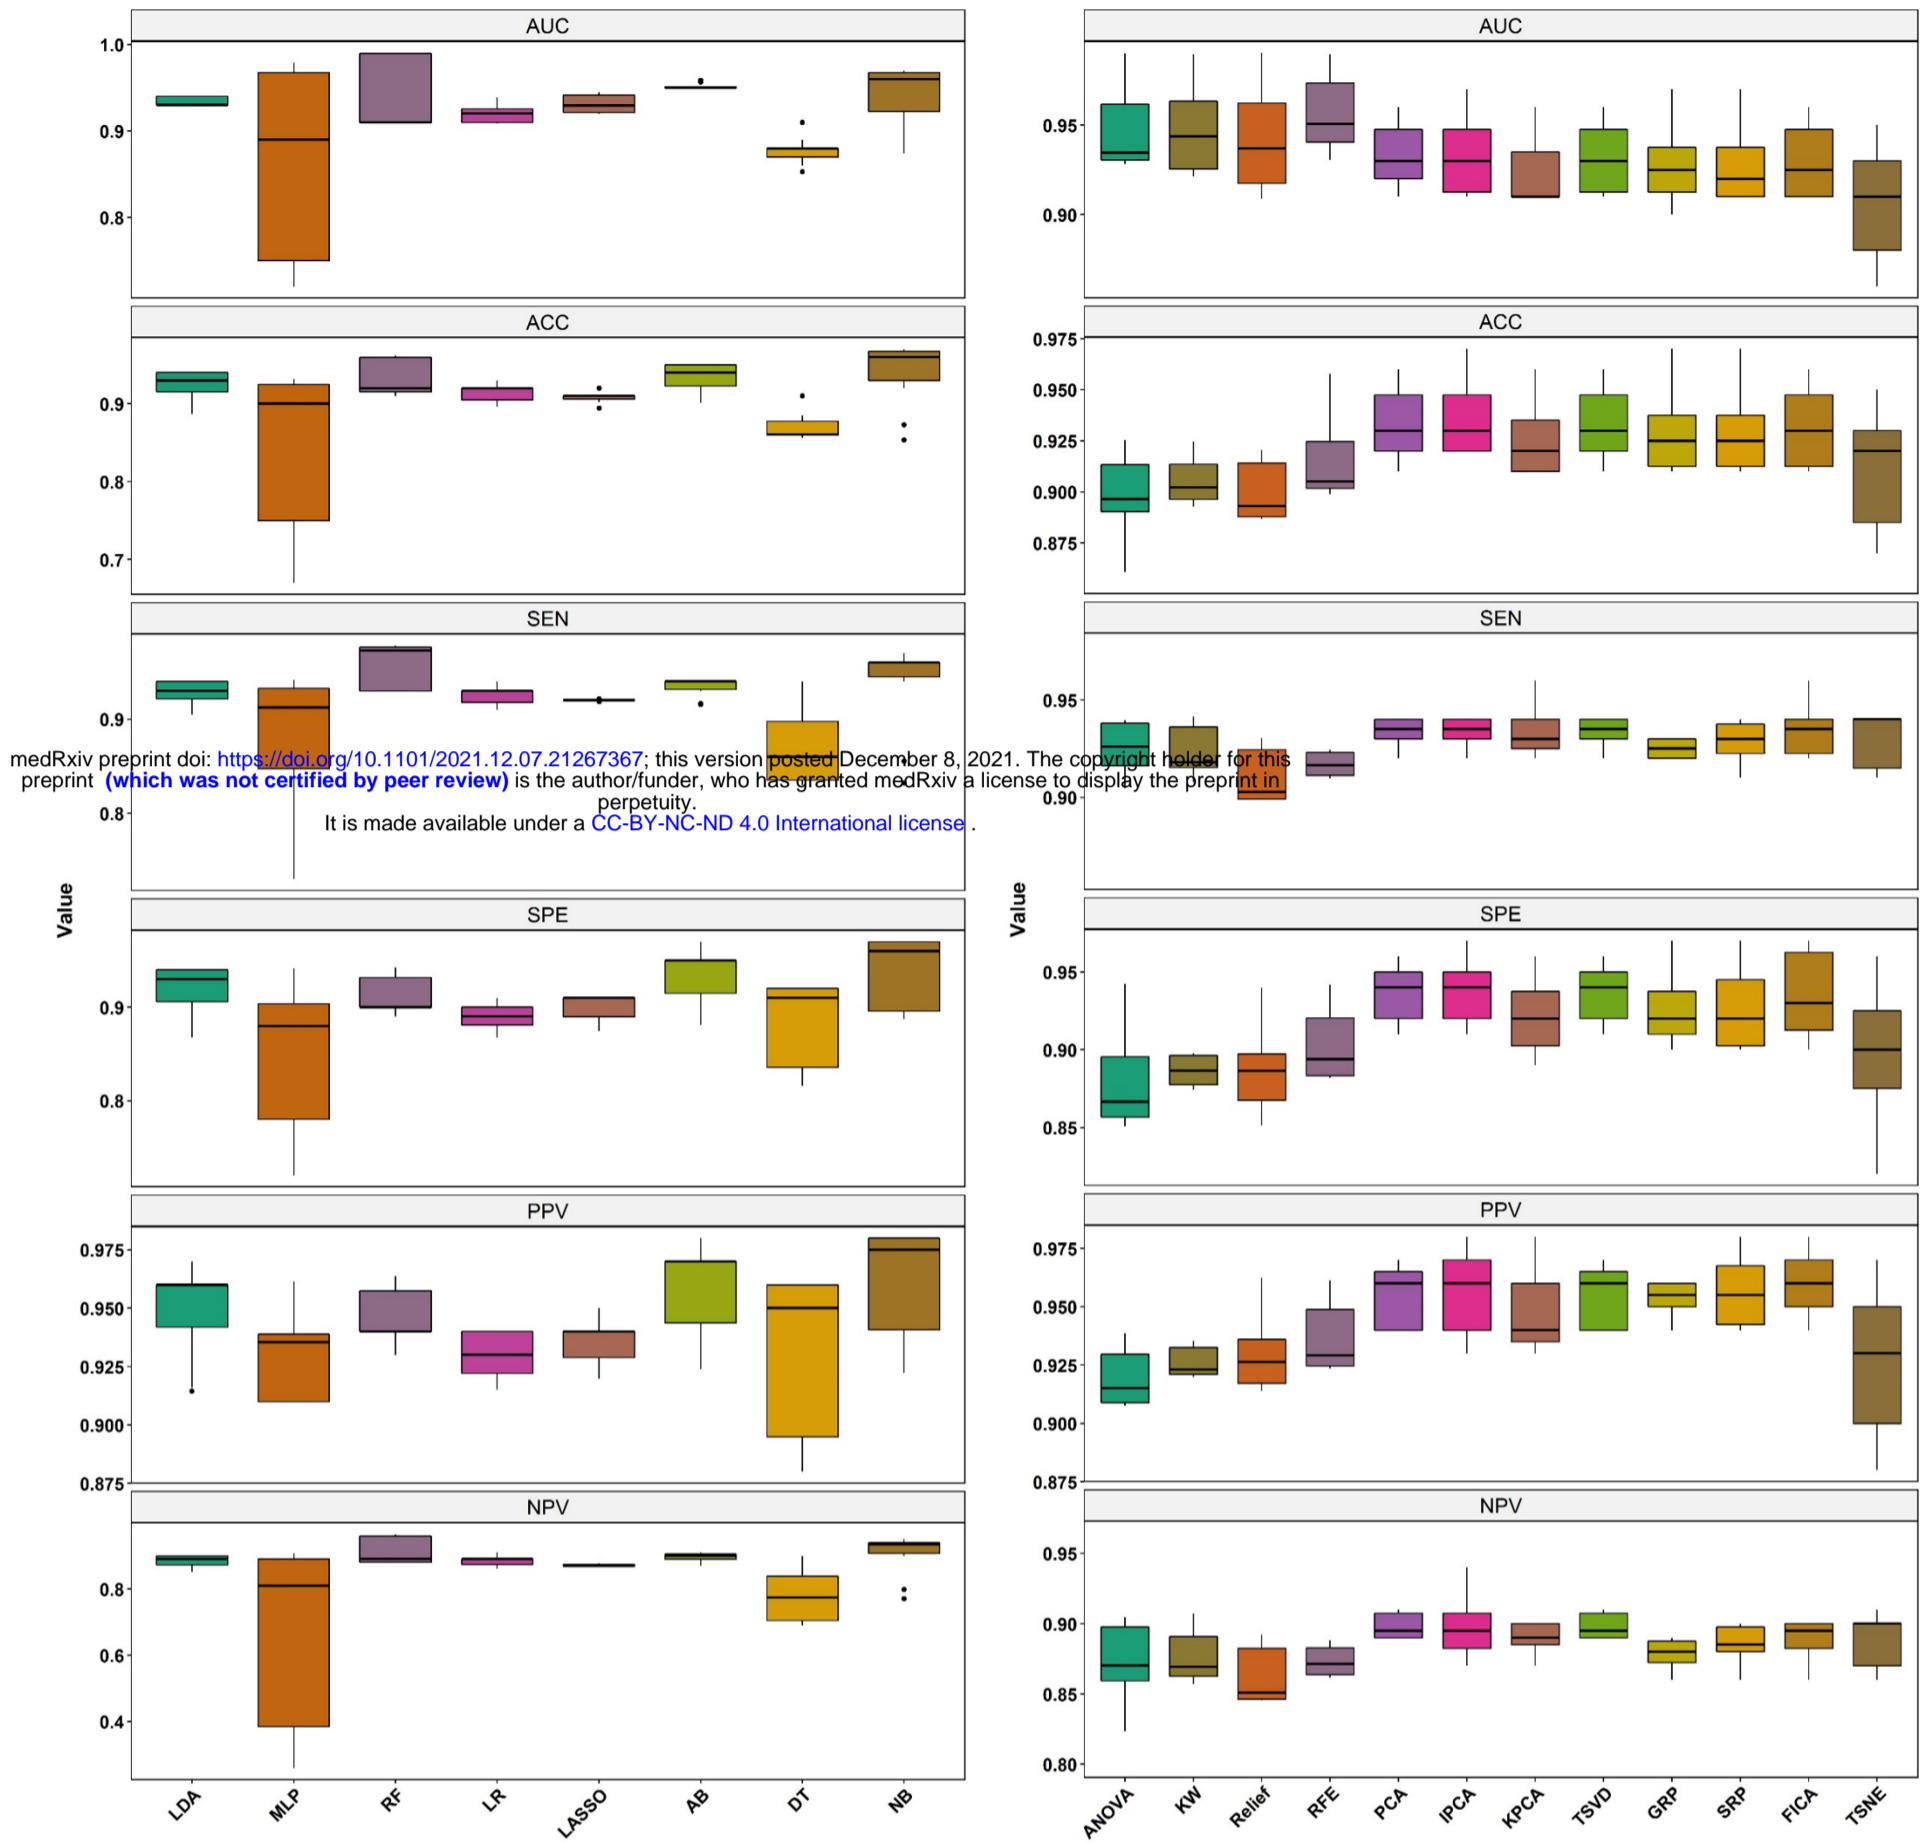 AUC
1.0
0.9
0.8
ACC
0.9
0.8
0.7
SEN
0.9
0.8
SPE
0.9
0.8
PPV
0.975
0.950
0.925
0.900
0.875
NPV
0.8
0.6
0.4
Value
LDA
MLP
RF
LR
LASSO
AB
DT
NB
AUC
0.95
0.90
ACC
0.975
0.950
0.925
0.900
0.875
SEN
0.95
0.90
SPE
0.95
0.90
0.85
PPV
0.975
0.950
0.925
0.900
0.875
NPV
0.95
0.90
0.85
0.80
Value
ANOVA
KW
Relief
RFE
PCA
IPCA
KPCA
TSVD
GRP
SRP
FICA
TSNE
medRxiv preprint doi: https://doi.org/10.1101/2021.12.07.21267367; this version posted December 8, 2021. The copyright holder for this
preprint (which was not certified by peer review) is the author/funder, who has granted medRxiv a license to display the preprint in
perpetuity.
It is made available under a CC-BY-NC-ND 4.0 International license .